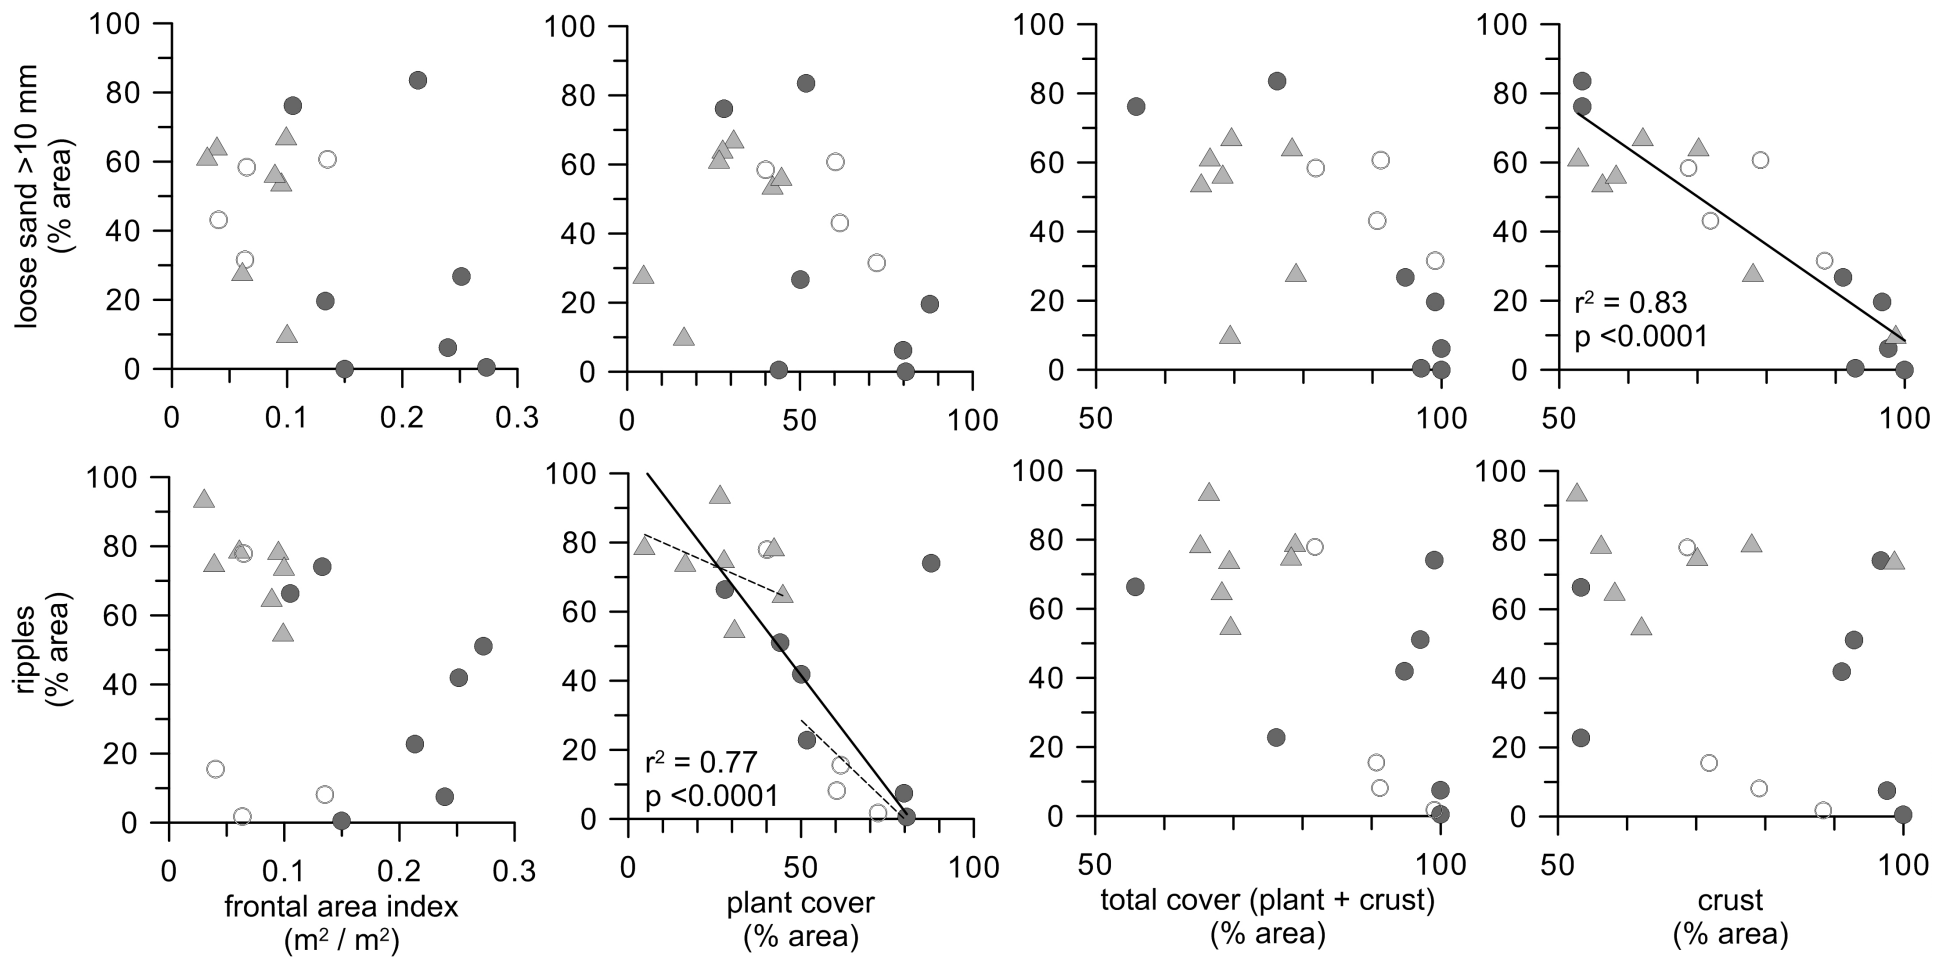 loose sand >10 mm
(% area)
100
80
60
40
20
0
0 0.1 0.2 0.3
100
80
60
40
20
0
0 50 100
100
80
60
40
20
0
50 100
100
80
60
40
20
0
r² = 0.83
p <0.0001
50 100
ripples
(% area)
100
80
60
40
20
0
0 0.1 0.2 0.3
frontal area index
(m² / m²)
100
80
60
40
20
0
r² = 0.77
p <0.0001
0 50 100
plant cover
(% area)
100
80
60
40
20
0
50 100
total cover (plant + crust)
(% area)
100
80
60
40
20
0
50 100
crust
(% area)